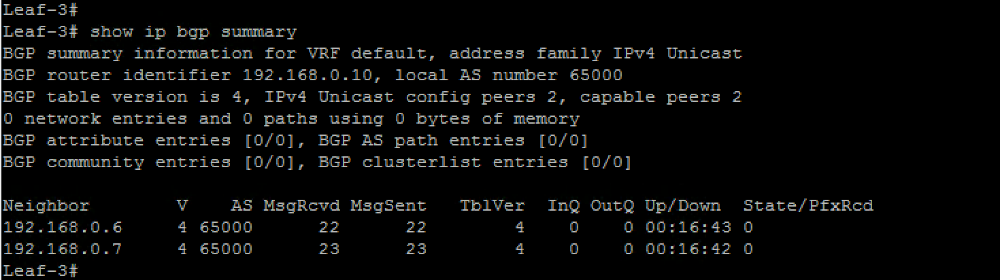 Leaf-3#
Leaf-3# show ip bgp summary
BGP summary information for VRF default, address family IPv4 Unicast
BGP router identifier 192.168.0.10, local AS number 65000
BGP table version is 4, IPv4 Unicast config peers 2, capable peers 2
0 network entries and 0 paths using 0 bytes of memory
BGP attribute entries [0/0], BGP AS path entries [0/0]
BGP community entries [0/0], BGP clusterlist entries [0/0]

Neighbor        V    AS MsgRcvd MsgSent   TblVer  InQ OutQ Up/Down  State/PfxRcd
192.168.0.6     4 65000      22      22        4    0    0 00:16:43 0
192.168.0.7     4 65000      23      23        4    0    0 00:16:42 0
Leaf-3#